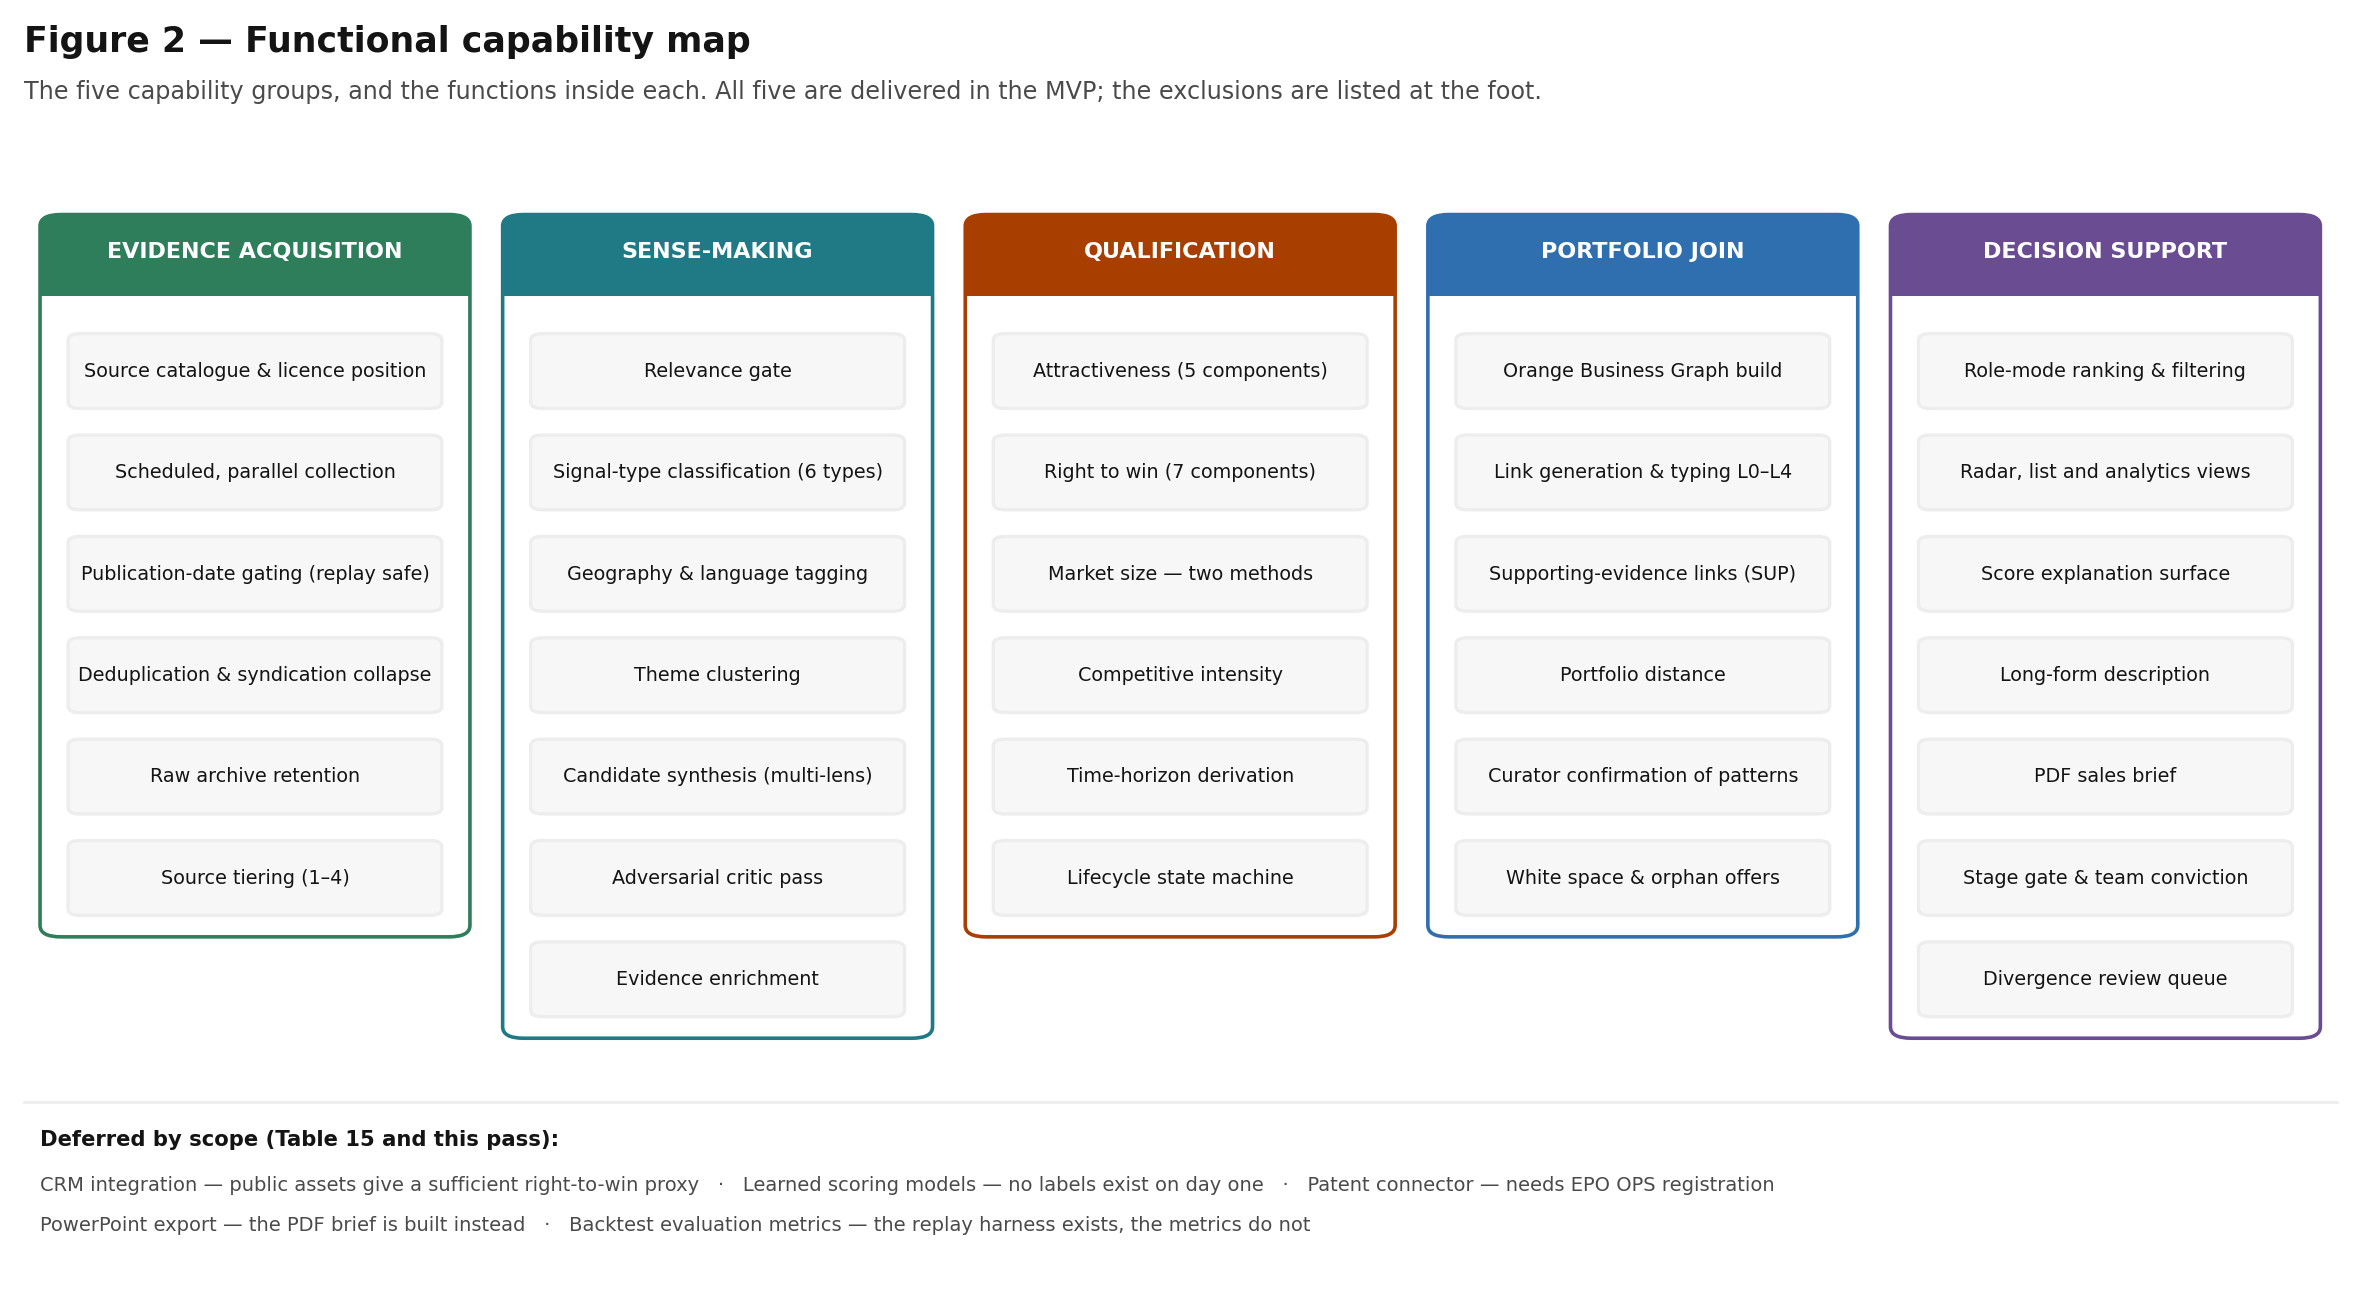 Figure 2 — Functional capability map
The five capability groups, and the functions inside each. All five are delivered in the MVP; the exclusions are listed at the foot.
EVIDENCE ACQUISITION
Source catalogue & licence position
Scheduled, parallel collection
Publication-date gating (replay safe)
Deduplication & syndication collapse
Raw archive retention
Source tiering (1–4)
SENSE-MAKING
Relevance gate
Signal-type classification (6 types)
Geography & language tagging
Theme clustering
Candidate synthesis (multi-lens)
Adversarial critic pass
Evidence enrichment
QUALIFICATION
Attractiveness (5 components)
Right to win (7 components)
Market size — two methods
Competitive intensity
Time-horizon derivation
Lifecycle state machine
PORTFOLIO JOIN
Orange Business Graph build
Link generation & typing L0–L4
Supporting-evidence links (SUP)
Portfolio distance
Curator confirmation of patterns
White space & orphan offers
DECISION SUPPORT
Role-mode ranking & filtering
Radar, list and analytics views
Score explanation surface
Long-form description
PDF sales brief
Stage gate & team conviction
Divergence review queue
Deferred by scope (Table 15 and this pass):
CRM integration — public assets give a sufficient right-to-win proxy · Learned scoring models — no labels exist on day one · Patent connector — needs EPO OPS registration
PowerPoint export — the PDF brief is built instead · Backtest evaluation metrics — the replay harness exists, the metrics do not